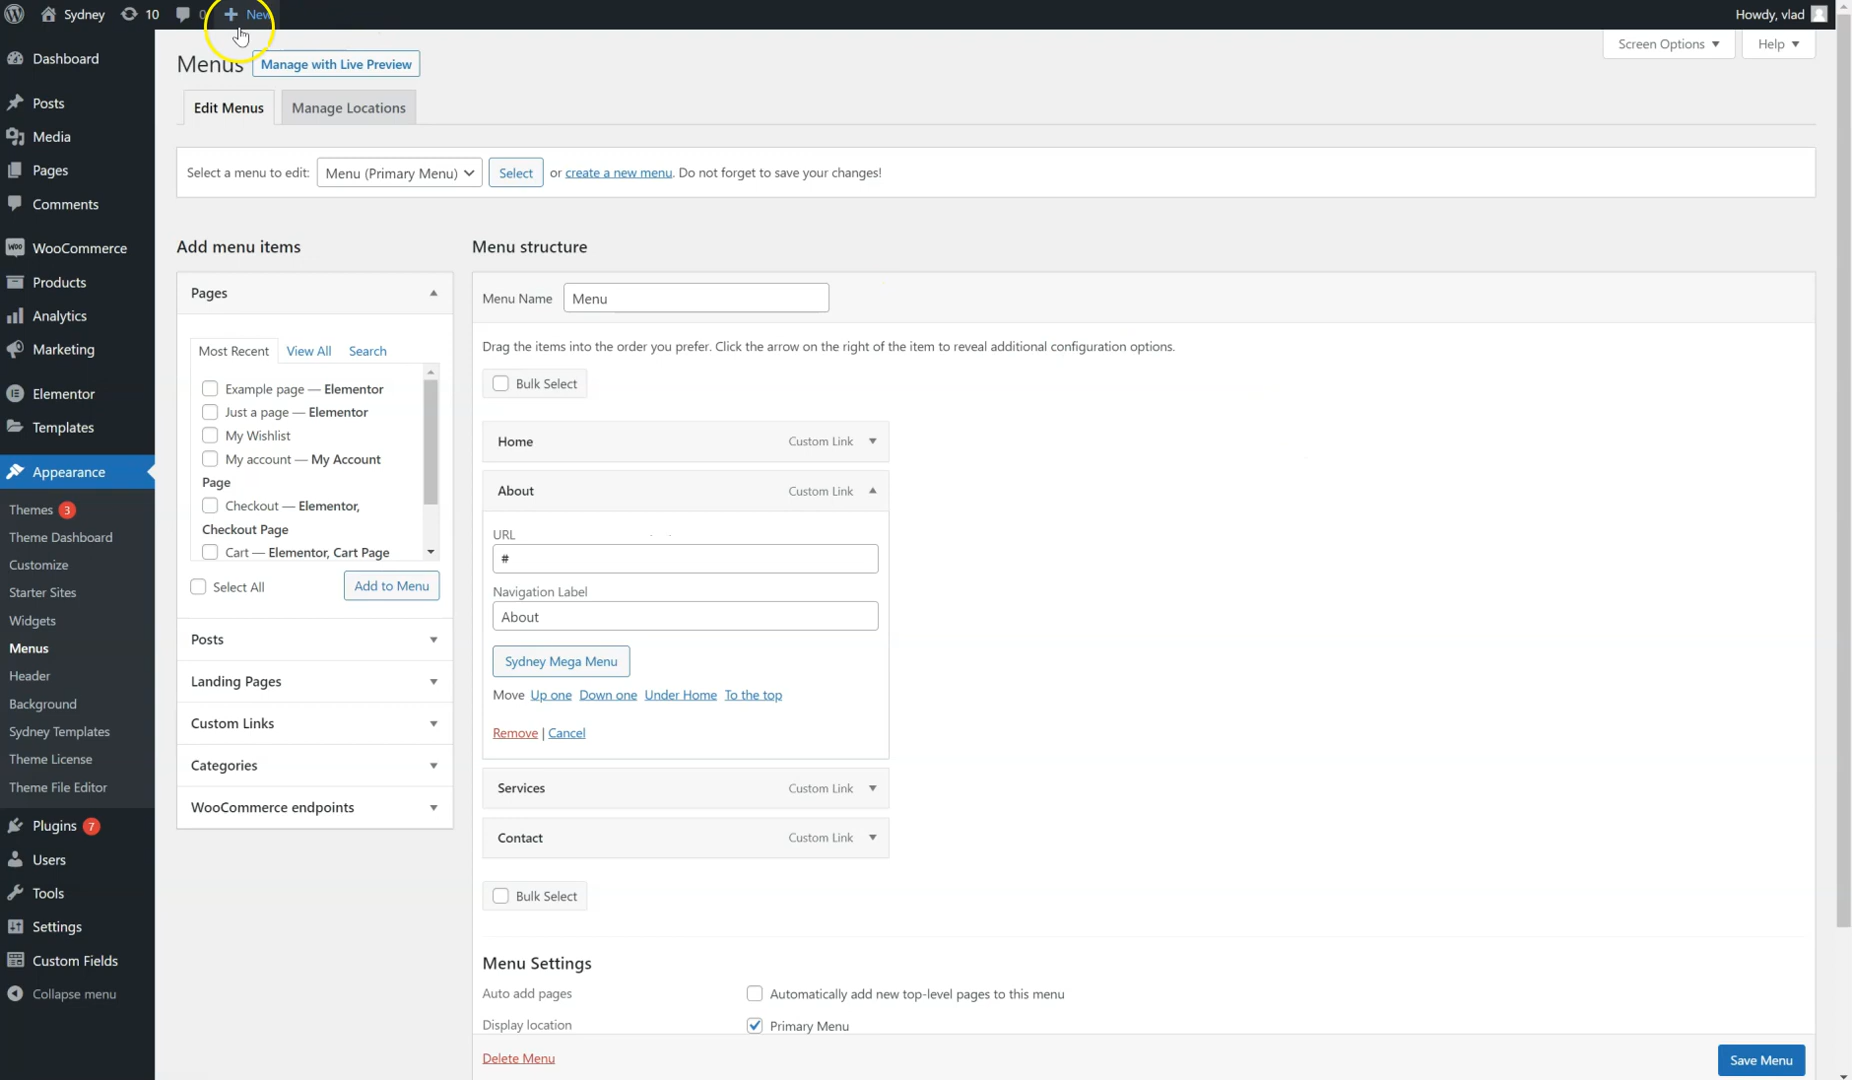 Sydney 10 0 + New
Howdy, vlad
Dashboard
Posts
Media
Pages
Comments
WooCommerce
Products
Analytics
Marketing
Elementor
Templates
Appearance
Themes 3
Theme Dashboard
Customize
Starter Sites
Widgets
Menus
Header
Background
Sydney Templates
Theme License
Theme File Editor
Plugins 7
Users
Tools
Settings
Custom Fields
Collapse menu
Screen Options
Help
Menus
Manage with Live Preview
Edit Menus
Manage Locations
Select a menu to edit: Menu (Primary Menu) Select or create a new menu. Do not forget to save your changes!
Add menu items
Pages
Most Recent View All Search
Example page — Elementor
Just a page — Elementor
My Wishlist
My account — My Account
Page
Checkout — Elementor,
Checkout Page
Cart — Elementor, Cart Page
Select All
Add to Menu
Posts
Landing Pages
Custom Links
Categories
WooCommerce endpoints
Menu structure
Menu Name Menu
Drag the items into the order you prefer. Click the arrow on the right of the item to reveal additional configuration options.
Bulk Select
Home Custom Link
About Custom Link
URL
#
Navigation Label
About
Sydney Mega Menu
Move Up one Down one Under Home To the top
Remove | Cancel
Services Custom Link
Contact Custom Link
Bulk Select
Menu Settings
Auto add pages Automatically add new top-level pages to this menu
Display location Primary Menu
Delete Menu
Save Menu